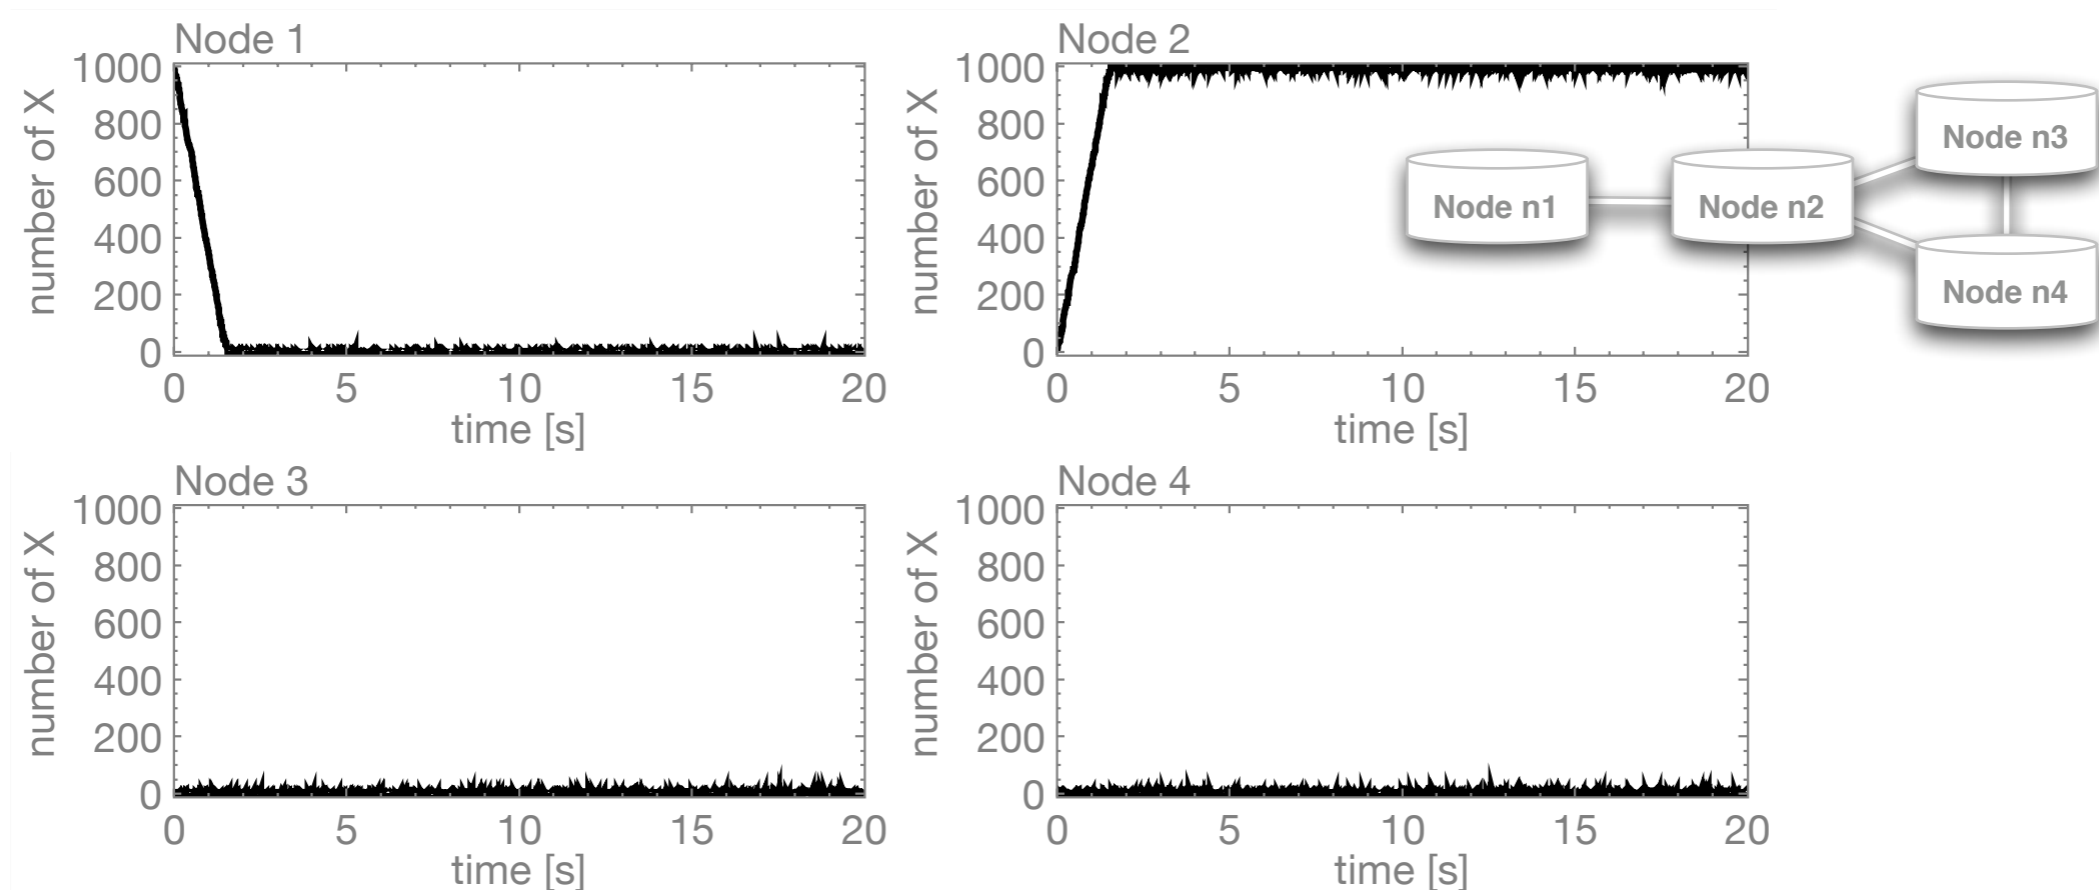 Node 1
number of X
1000
800
600
400
200
0
0 5 10 15 20
time [s]
Node 2
number of X
1000
800
600
400
200
0
0 5 10 15 20
time [s]
Node n1
Node n2
Node n3
Node n4
Node 3
number of X
1000
800
600
400
200
0
0 5 10 15 20
time [s]
Node 4
number of X
1000
800
600
400
200
0
0 5 10 15 20
time [s]